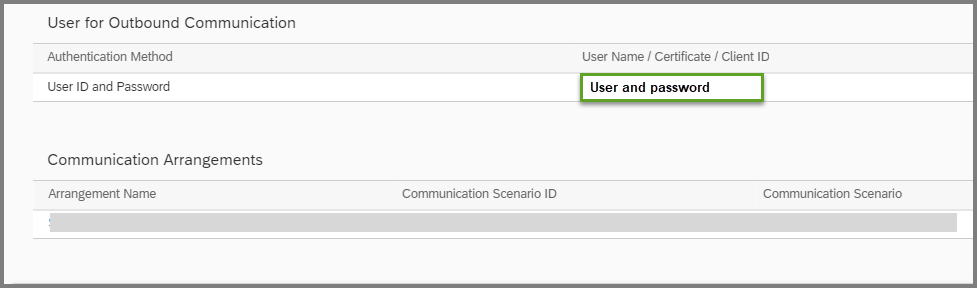 User for Outbound Communication
Authentication Method User Name / Certificate / Client ID
User ID and Password User and password
Communication Arrangements
Arrangement Name Communication Scenario ID Communication Scenario